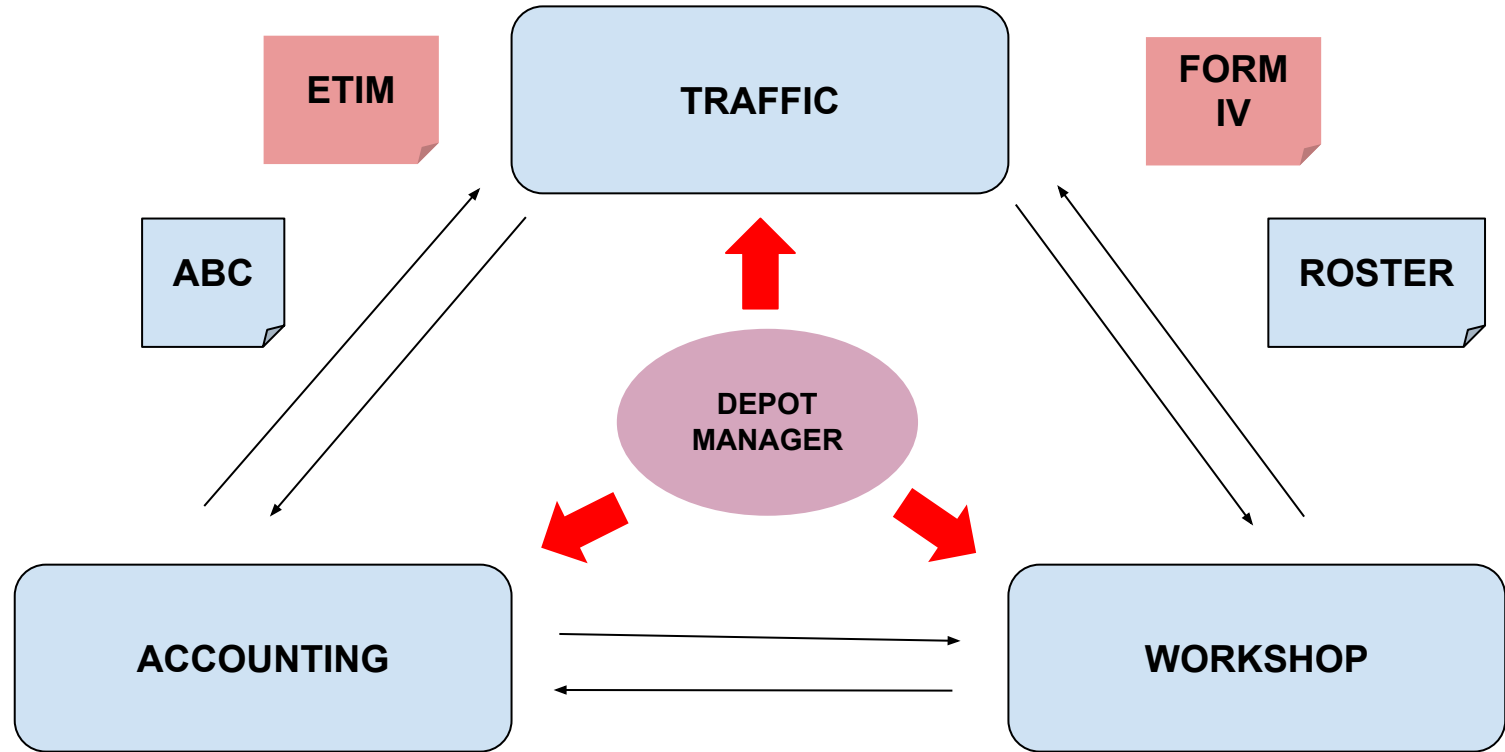 ETIM
TRAFFIC
FORM
IV
ABC
ROSTER
DEPOT
MANAGER
ACCOUNTING
WORKSHOP